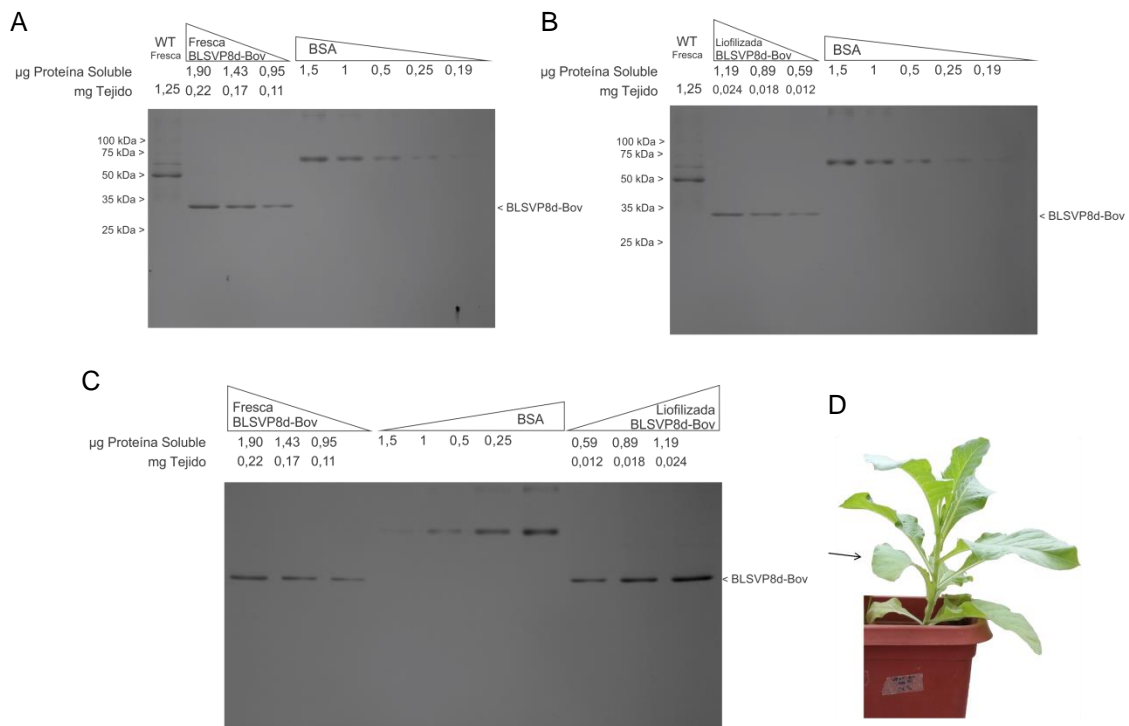 A
WT
Fresca
Fresca
BLSVP8d-Bov
BSA
µg Proteína Soluble
1,90 1,43 0,95 1,5 1 0,5 0,25 0,19
mg Tejido
1,25 0,22 0,17 0,11
100 kDa >
75 kDa >
50 kDa >
35 kDa >
25 kDa >
< BLSVP8d-Bov
B
WT
Fresca
Liofilizada
BLSVP8d-Bov
BSA
µg Proteína Soluble
1,19 0,89 0,59 1,5 1 0,5 0,25 0,19
mg Tejido
1,25 0,024 0,018 0,012
100 kDa >
75 kDa >
50 kDa >
35 kDa >
25 kDa >
< BLSVP8d-Bov
C
Fresca
BLSVP8d-Bov
BSA
Liofilizada
BLSVP8d-Bov
µg Proteína Soluble
1,90 1,43 0,95 1,5 1 0,5 0,25 0,59 0,89 1,19
mg Tejido
0,22 0,17 0,11 0,012 0,018 0,024
< BLSVP8d-Bov
D